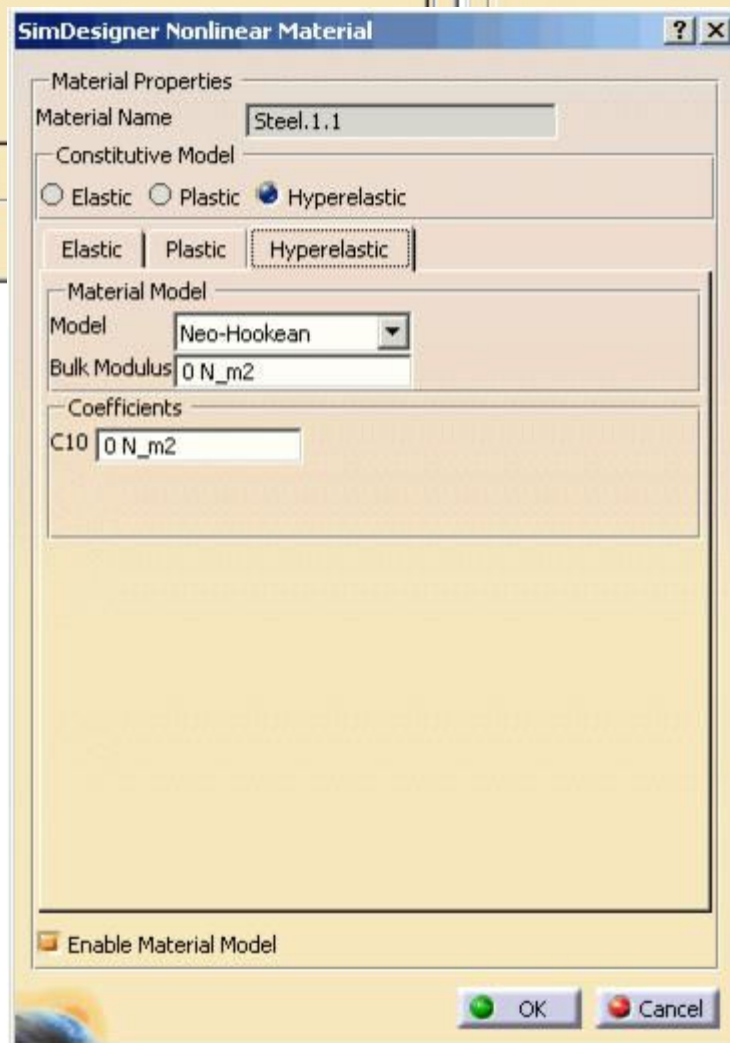 SimDesigner Nonlinear Material ? X
Material Properties
Material Name Steel.1.1
Constitutive Model
Elastic Plastic Hyperelastic
Elastic Plastic Hyperelastic
Material Model
Model Neo-Hookean
Bulk Modulus 0 N_m2
Coefficients
C10 0 N_m2
Enable Material Model
OK Cancel